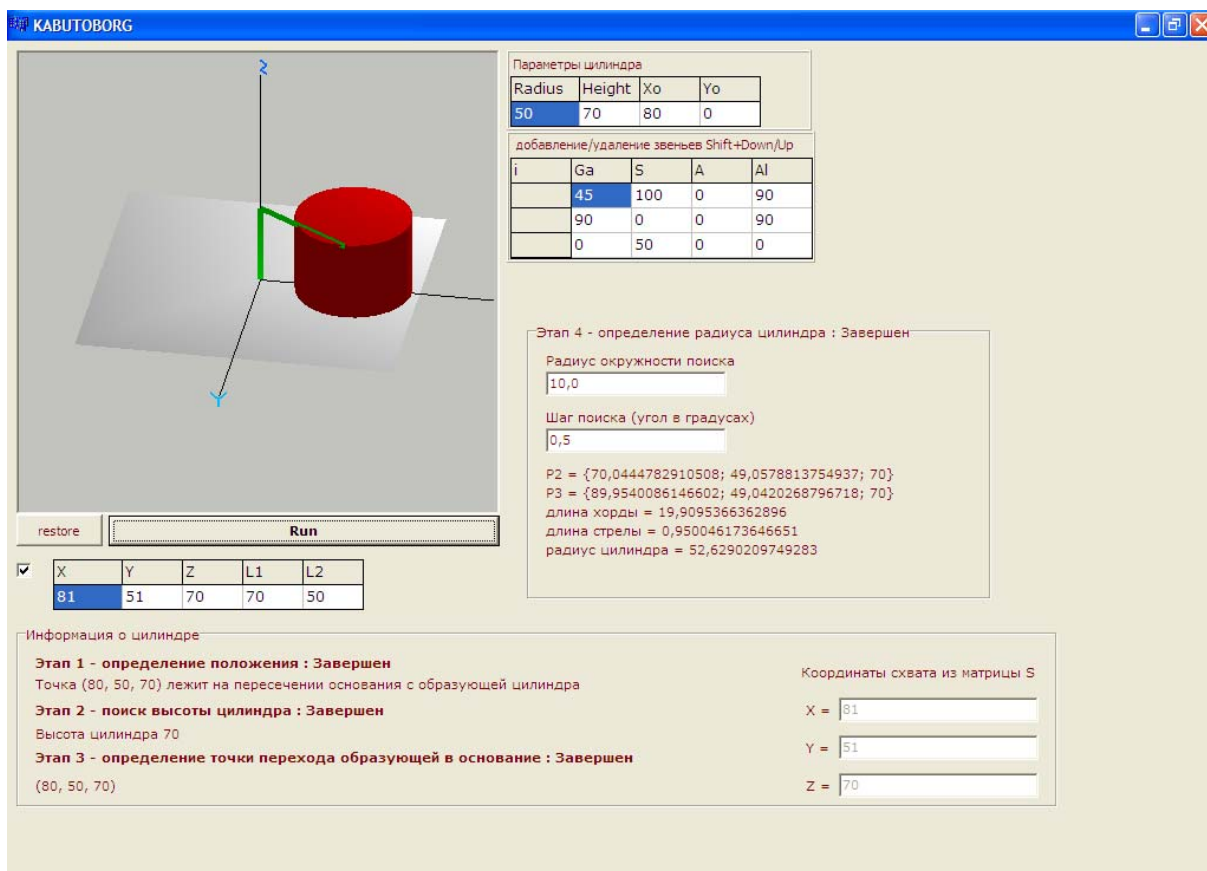 KABUTOBORG
Z
Y
Параметры цилиндра
Radius Height Xo Yo
50 70 80 0
добавление/удаление звеньев Shift+Down/Up
i Ga S A Al
45 100 0 90
90 0 0 90
0 50 0 0
Этап 4 - определение радиуса цилиндра : Завершен
Радиус окружности поиска
10,0
Шаг поиска (угол в градусах)
0,5
P2 = {70,0444782910508; 49,0578813754937; 70}
P3 = {89,9540086146602; 49,0420268796718; 70}
длина хорды = 19,9095366362896
длина стрелы = 0,950046173646651
радиус цилиндра = 52,6290209749283
restore Run
X Y Z L1 L2
81 51 70 70 50
Информация о цилиндре
Этап 1 - определение положения : Завершен
Точка (80, 50, 70) лежит на пересечении основания с образующей цилиндра
Этап 2 - поиск высоты цилиндра : Завершен
Высота цилиндра 70
Этап 3 - определение точки перехода образующей в основание : Завершен
(80, 50, 70)
Координаты схвата из матрицы S
X = 81
Y = 51
Z = 70